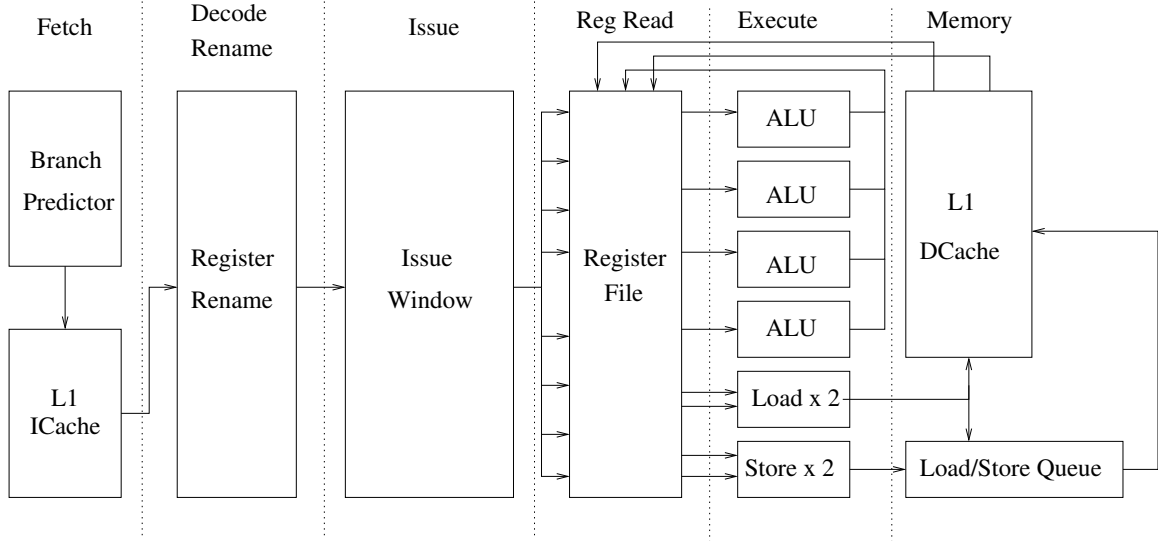 Fetch
Decode
Rename
Issue
Reg Read
Execute
Memory
Branch
Predictor
L1
ICache
Register
Rename
Issue
Window
Register
File
ALU
ALU
ALU
ALU
Load x 2
Store x 2
L1
DCache
Load/Store Queue